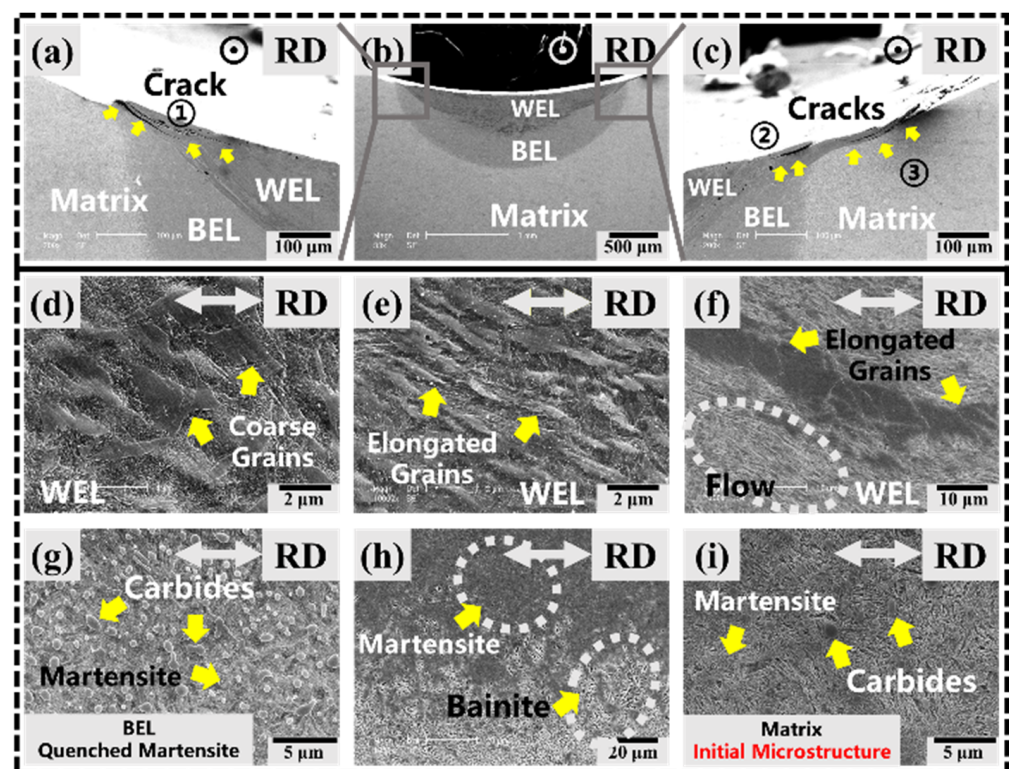 (a)
RD
Crack
①
Matrix
WEL
BEL
100 μm
(b)
RD
WEL
BEL
Matrix
500 μm
(c)
RD
Cracks
②
③
WEL
BEL
Matrix
100 μm
(d)
RD
Coarse
Grains
WEL
2 μm
(e)
RD
Elongated
Grains
WEL
2 μm
(f)
RD
Elongated
Grains
Flow
WEL
10 μm
(g)
RD
Carbides
Martensite
BEL
Quenched Martensite
5 μm
(h)
RD
Martensite
Bainite
20 μm
(i)
RD
Martensite
Carbides
Matrix
Initial Microstructure
5 μm